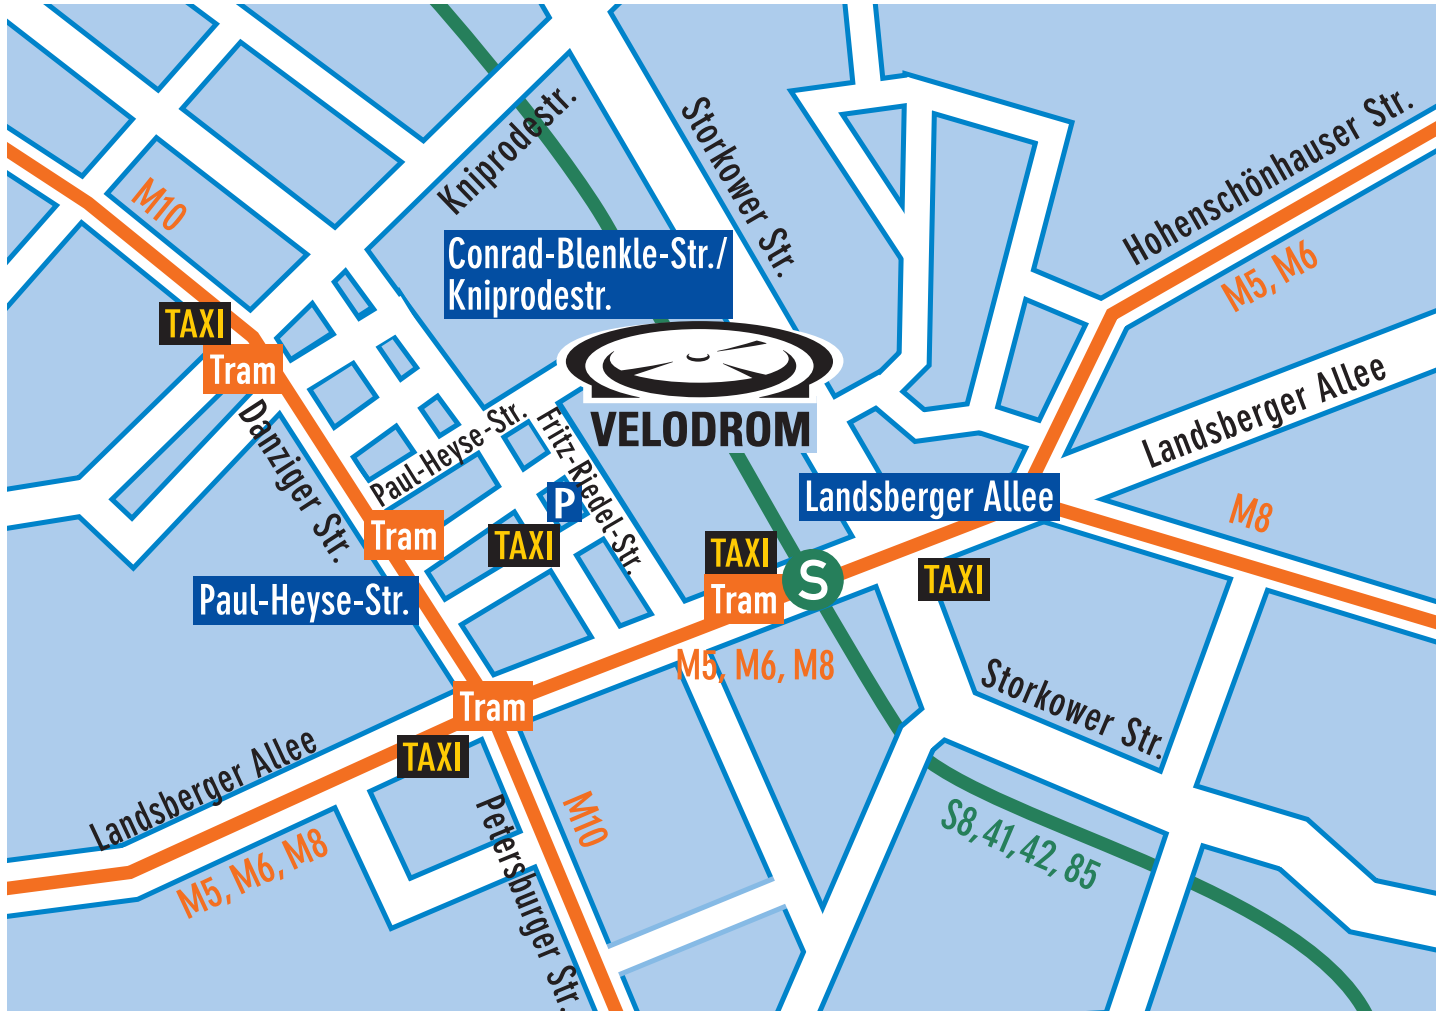 Kniprodestr.
Storkower Str.
Hohenschönhauser Str.
M10
M5, M6
Conrad-Blenkle-Str./
Kniprodestr.
TAXI
Tram
VELODROM
Landsberger Allee
Danziger Str.
Paul-Heyse-Str.
Fritz-Riedel-Str.
P
Landsberger Allee
M8
Tram
TAXI
TAXI
S
TAXI
Paul-Heyse-Str.
Tram
M5, M6, M8
Storkower Str.
Tram
TAXI
Landsberger Allee
M5, M6, M8
Petersburger Str.
M10
S8, 41, 42, 85